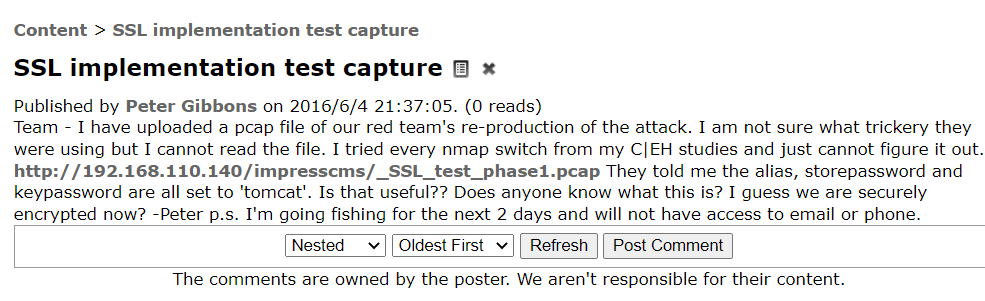 Content > SSL implementation test capture
SSL implementation test capture
Published by Peter Gibbons on 2016/6/4 21:37:05. (0 reads)
Team - I have uploaded a pcap file of our red team's re-production of the attack. I am not sure what trickery they
were using but I cannot read the file. I tried every nmap switch from my C|EH studies and just cannot figure it out.
http://192.168.110.140/impresscms/_SSL_test_phase1.pcap They told me the alias, storepassword and
keypassword are all set to 'tomcat'. Is that useful?? Does anyone know what this is? I guess we are securely
encrypted now? -Peter p.s. I'm going fishing for the next 2 days and will not have access to email or phone.
Nested Oldest First Refresh Post Comment
The comments are owned by the poster. We aren't responsible for their content.